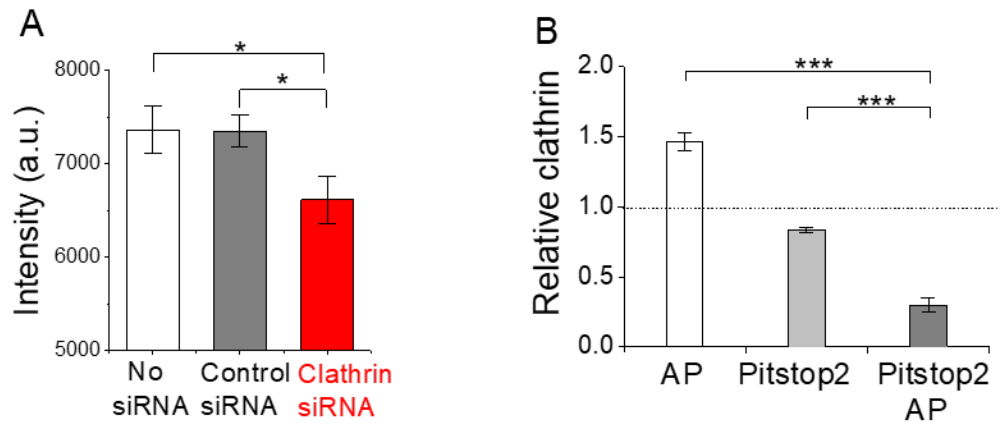 A
Intensity (a.u.)
8000
7000
6000
5000
*
*
No
siRNA
Control
siRNA
Clathrin
siRNA
B
Relative clathrin
2.0
1.5
1.0
0.5
0.0
***
***
AP
Pitstop2
Pitstop2
AP